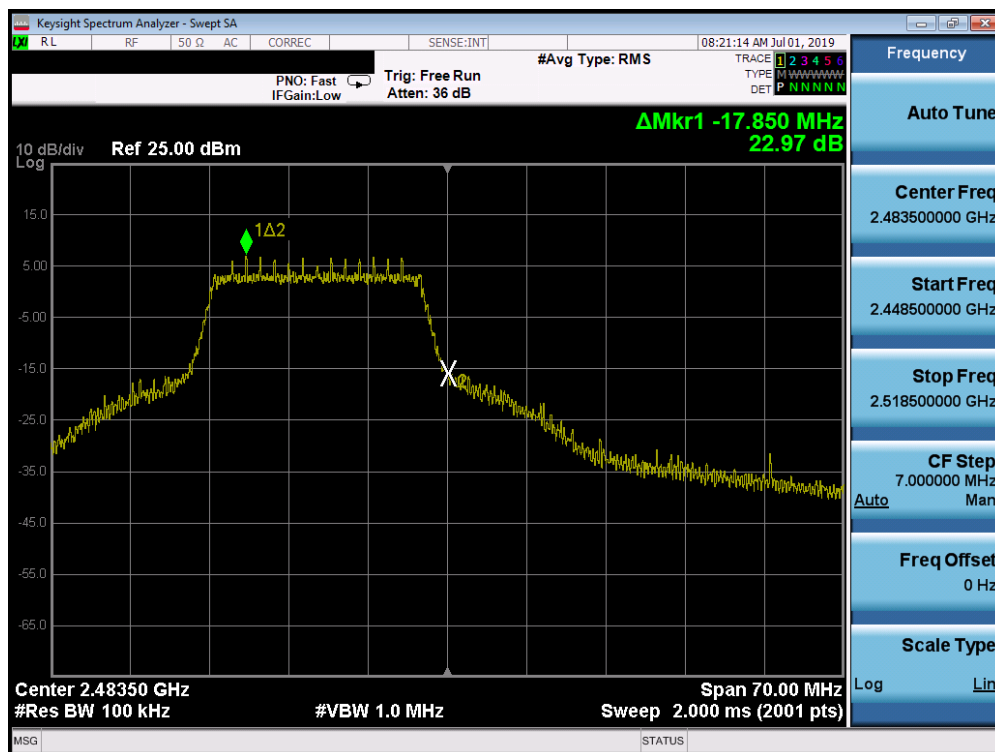 Keysight Spectrum Analyzer - Swept SA
LXI RL RF 50 Ω AC CORREC SENSE:INT 08:21:14 AM Jul 01, 2019
#Avg Type: RMS
TRACE 1 2 3 4 5 6
TYPE M WWWWW
DET P N N N N N
PNO: Fast
IFGain:Low
Trig: Free Run
Atten: 36 dB
ΔMkr1 -17.850 MHz
22.97 dB
10 dB/div
Log
Ref 25.00 dBm
15.0
5.00
-5.00
-15.0
-25.0
-35.0
-45.0
-55.0
-65.0
1Δ2
Center 2.48350 GHz
#Res BW 100 kHz
#VBW 1.0 MHz
Span 70.00 MHz
Sweep 2.000 ms (2001 pts)
MSG
STATUS
Frequency
Auto Tune
Center Freq
2.483500000 GHz
Start Freq
2.448500000 GHz
Stop Freq
2.518500000 GHz
CF Step
7.000000 MHz
Auto Man
Freq Offset
0 Hz
Scale Type
Log Lin